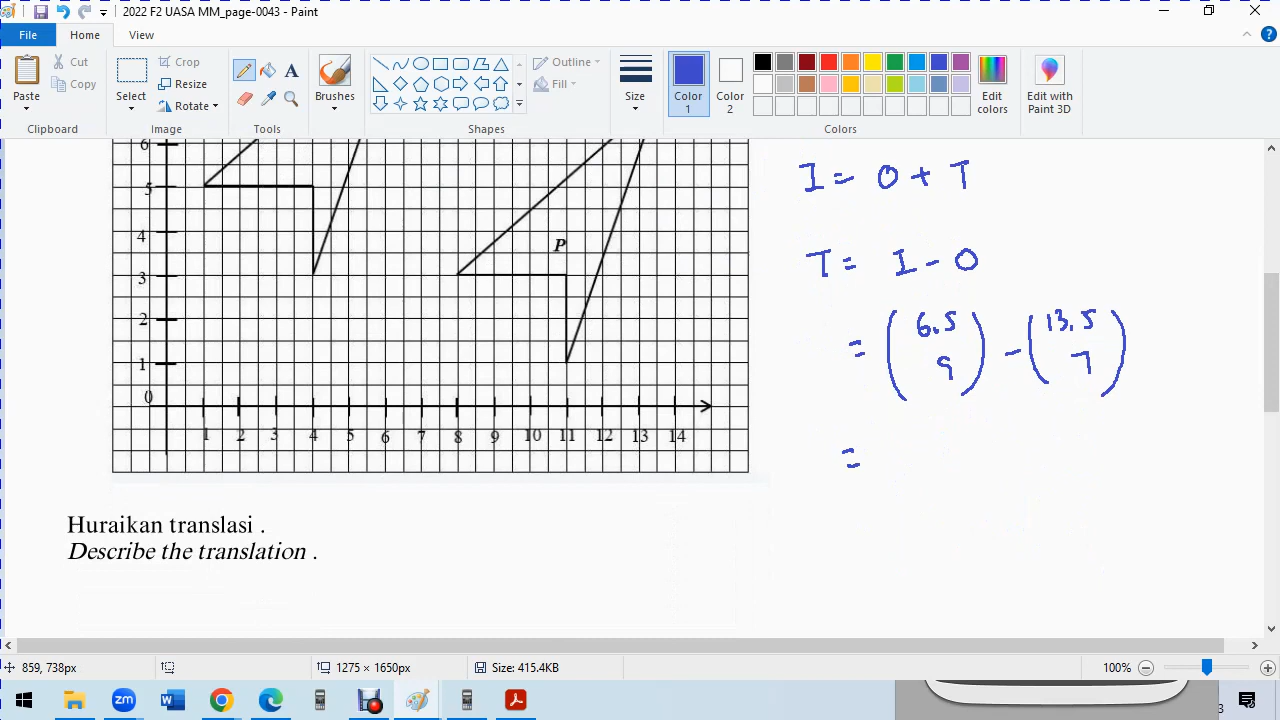 2022 F2 UASA MM_page-0043 - Paint
File Home View
Cut
Copy
Paste
Clipboard
Crop
Resize
Rotate
Select
Image
A
Tools
Brushes
Outline
Fill
Shapes
Size
Color 1
Color 2
Edit colors
Colors
Edit with Paint 3D
6
5
4
3
2
1
0
1 2 3 4 5 6 7 8 9 10 11 12 13 14
P
I = O + T
T = I - O
= (6.5 9) - (13.5 7)
=
Huraikan translasi .
Describe the translation .
859, 738px
1275 × 1650px
Size: 415.4KB
100%
zm
W
3